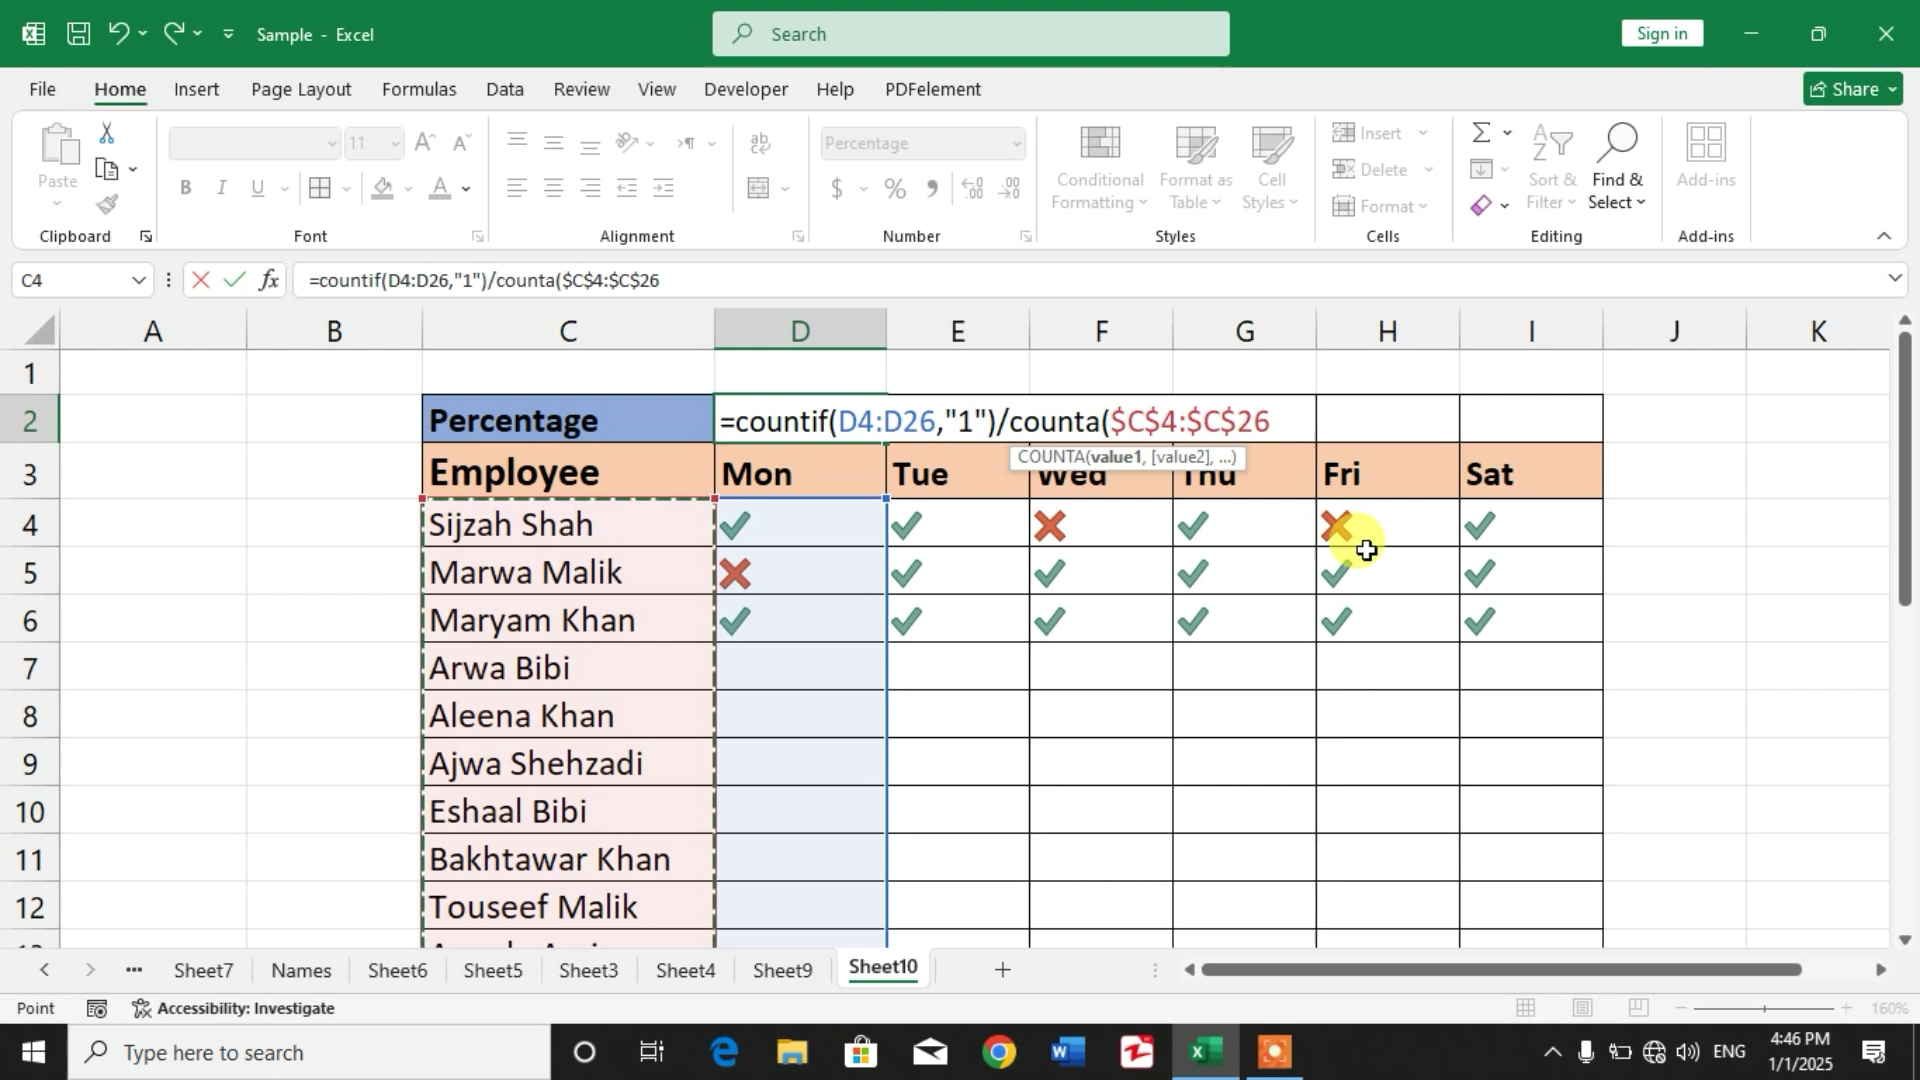 Sample - Excel
Search
Sign in
File Home Insert Page Layout Formulas Data Review View Developer Help PDFelement
Share
Paste
Clipboard
11
B I U
Font
Alignment
Percentage
Number
Conditional Formatting
Format as Table
Cell Styles
Styles
Insert
Delete
Format
Cells
Sort & Filter
Find & Select
Editing
Add-ins
Add-ins
C4
=countif(D4:D26,"1")/counta($C$4:$C$26
A B C D E F G H I J K
1
2 Percentage =countif(D4:D26,"1")/counta($C$4:$C$26
COUNTA(value1, [value2], ...)
3 Employee Mon Tue Wed Thu Fri Sat
4 Sijzah Shah
5 Marwa Malik
6 Maryam Khan
7 Arwa Bibi
8 Aleena Khan
9 Ajwa Shehzadi
10 Eshaal Bibi
11 Bakhtawar Khan
12 Touseef Malik
Sheet7 Names Sheet6 Sheet5 Sheet3 Sheet4 Sheet9 Sheet10
Point
Accessibility: Investigate
160%
Type here to search
ENG
4:46 PM
1/1/2025